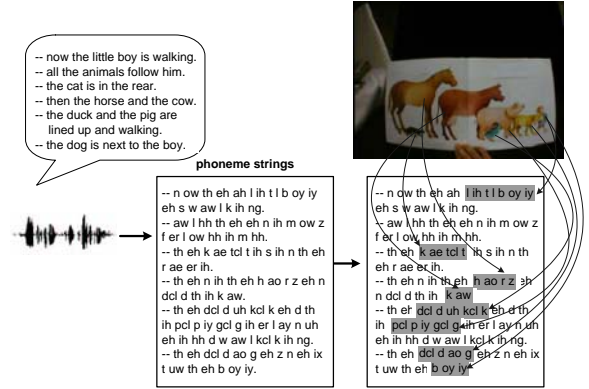 -- now the little boy is walking.
-- all the animals follow him.
-- the cat is in the rear.
-- then the horse and the cow.
-- the duck and the pig are
lined up and walking.
-- the dog is next to the boy.
phoneme strings
-- n ow th eh ah l ih t l b oy iy
eh s w aw l k ih ng.
-- aw l hh th eh eh n ih m ow z
f er l ow hh ih m hh.
-- th eh k ae tcl t ih s ih n th eh
r ae er ih.
-- th eh n ih th eh h ao r z eh n
dcl d th ih k aw.
-- th eh dcl d uh kcl k eh d th
ih pcl p iy gcl g ih er l ay n uh
eh ih hh d w aw l kcl k ih ng.
-- th eh dcl d ao g eh z n eh ix
t uw th eh b oy iy.
-- n ow th eh ah l ih t l b oy iy
eh s w aw l k ih ng.
-- aw l hh th eh eh n ih m ow z
f er l ow hh ih m hh.
-- th eh k ae tcl t ih s ih n th
eh r ae er ih.
-- th eh n ih th eh h ao r z eh
n dcl d th ih k aw
-- th eh dcl d uh kcl k eh d th
ih pcl p iy gcl g ih er l ay n uh
eh ih hh d w aw l kcl k ih ng.
-- th eh dcl d ao g eh z n eh ix
t uw th eh b oy iy.